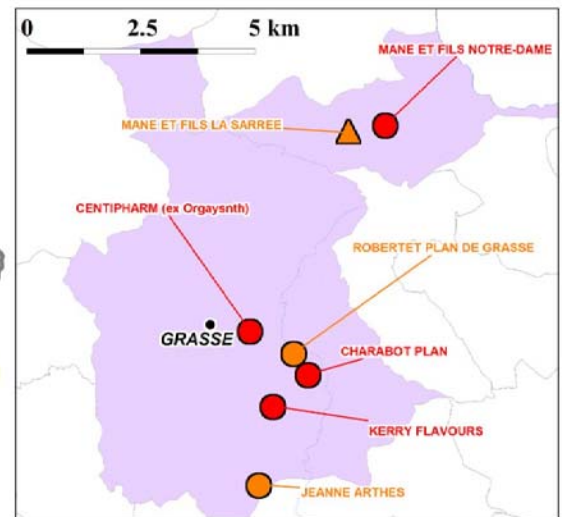 0 2.5 5 km
MANE ET FILS NOTRE-DAME
MANE ET FILS LA SARREE
CENTIPHARM (ex Orgaysnth)
ROBERTET PLAN DE GRASSE
GRASSE
CHARABOT PLAN
KERRY FLAVOURS
JEANNE ARTHES